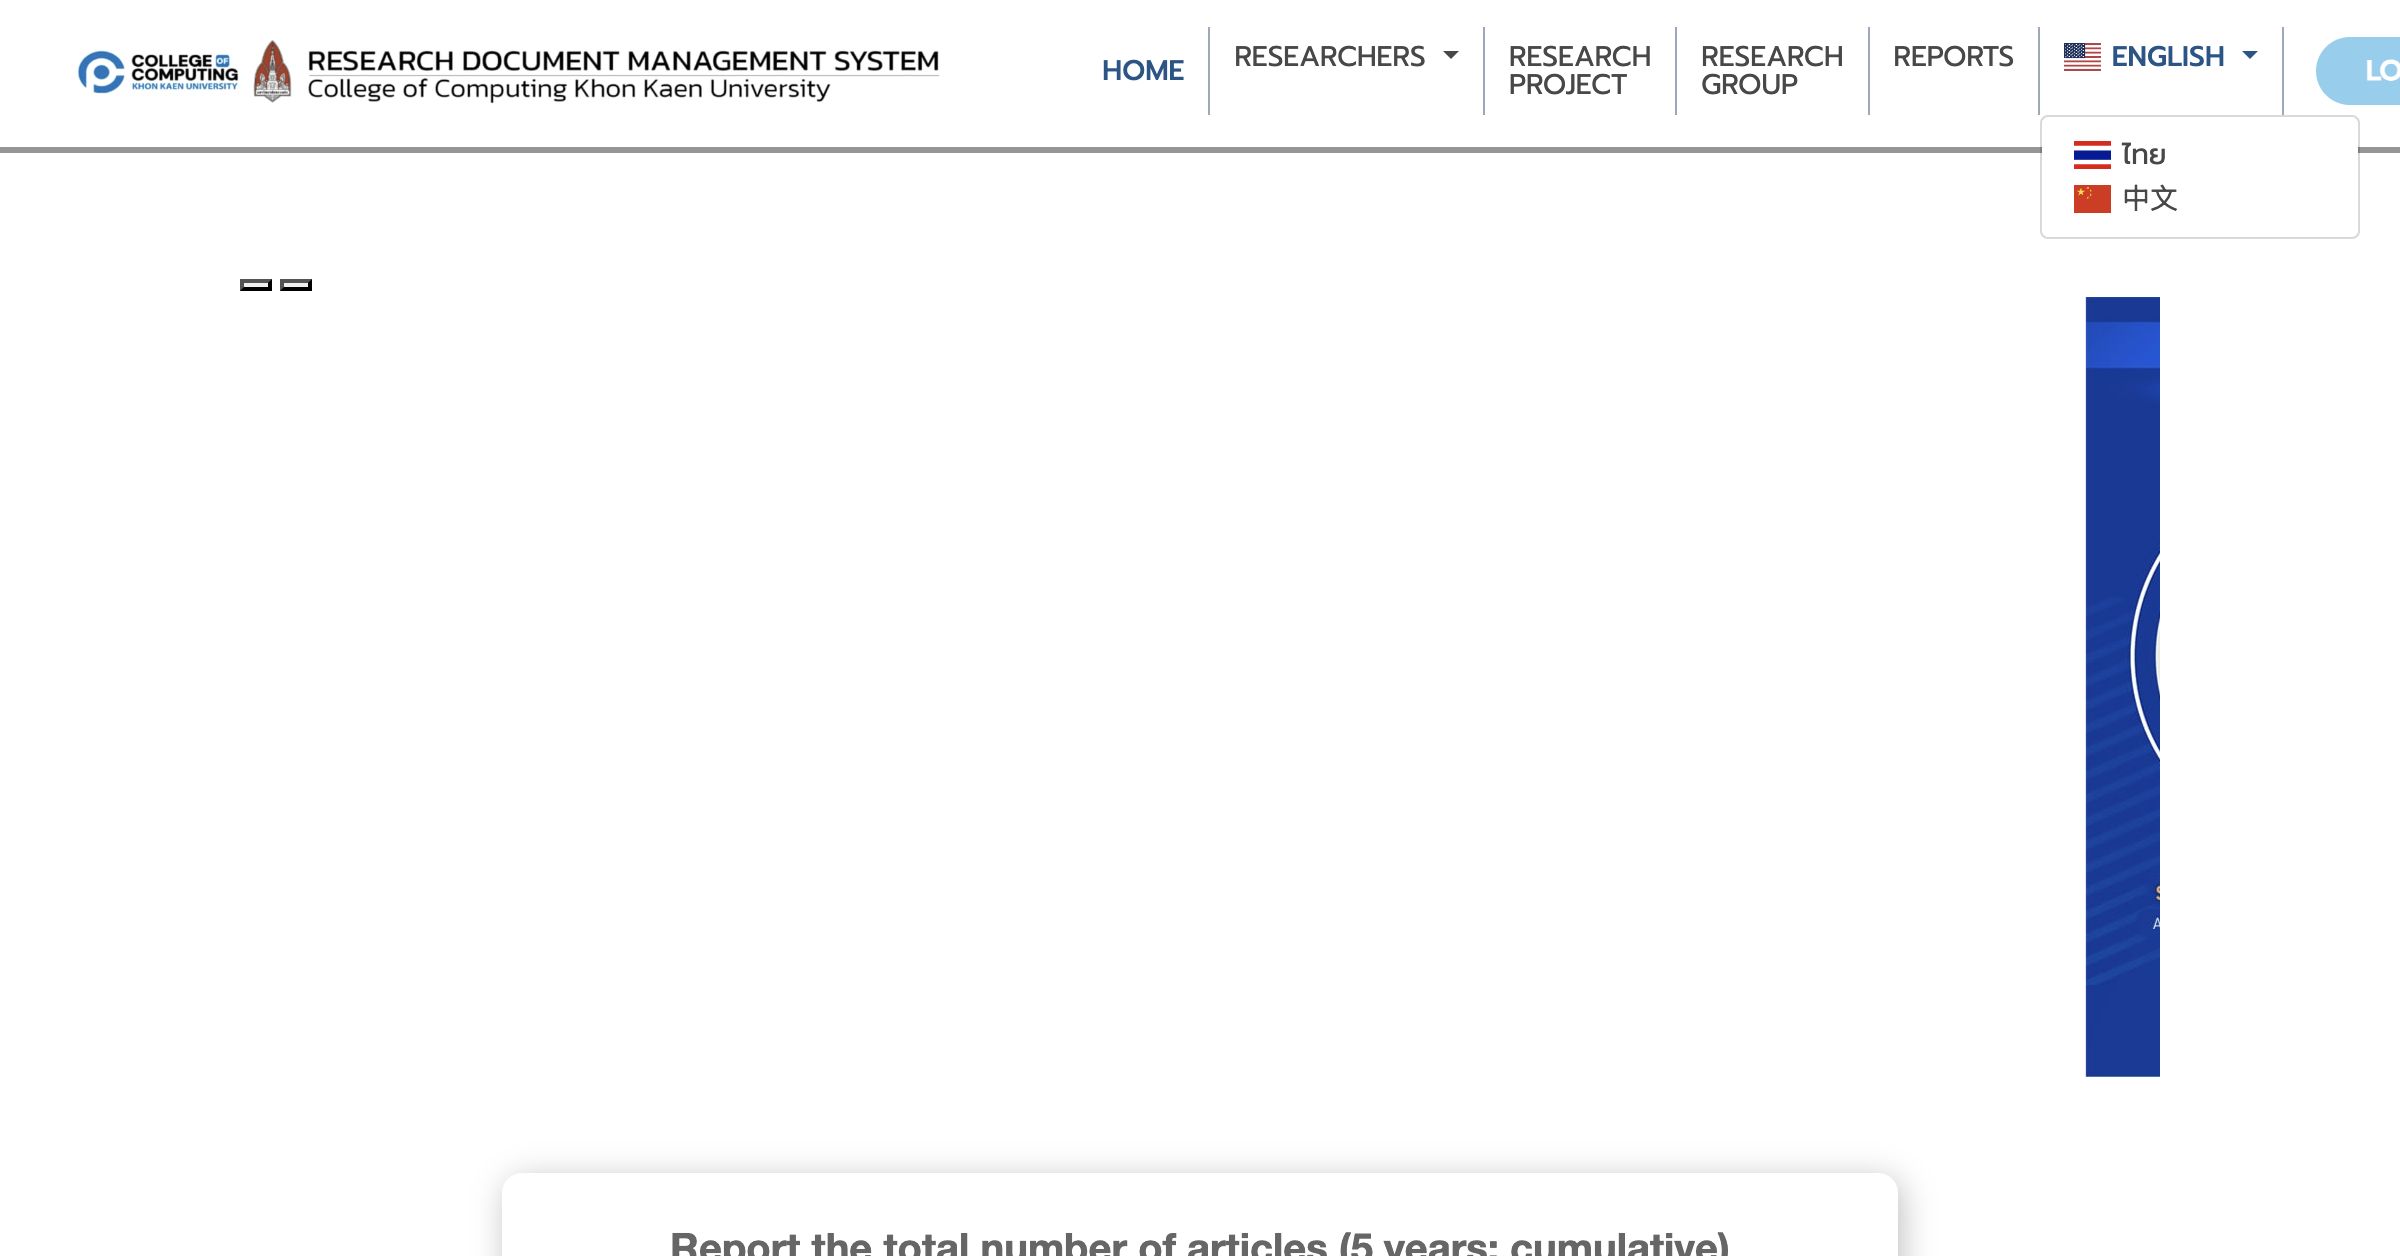 COLLEGE OF
COMPUTING
KHON KAEN UNIVERSITY
RESEARCH DOCUMENT MANAGEMENT SYSTEM
College of Computing Khon Kaen University
HOME
RESEARCHERS
RESEARCH
PROJECT
RESEARCH
GROUP
REPORTS
ENGLISH
LO
ไทย
中文
S
A
Report the total number of articles (5 years: cumulative)